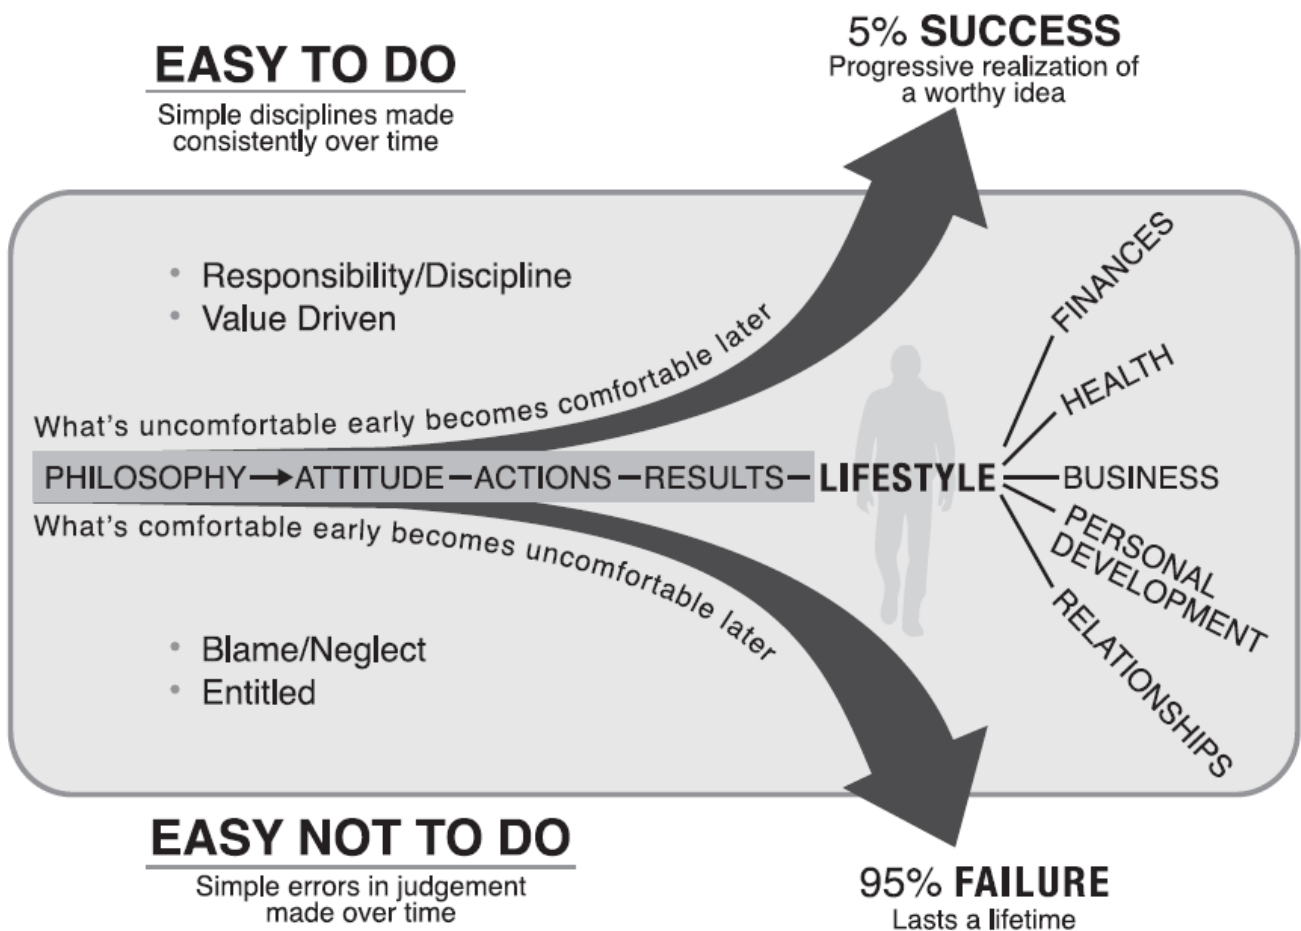 EASY TO DO
Simple disciplines made
consistently over time
5% SUCCESS
Progressive realization of
a worthy idea
• Responsibility/Discipline
• Value Driven
What's uncomfortable early becomes comfortable later
PHILOSOPHY→ATTITUDE–ACTIONS–RESULTS–LIFESTYLE
What's comfortable early becomes uncomfortable later
FINANCES
HEALTH
BUSINESS
PERSONAL
DEVELOPMENT
RELATIONSHIPS
• Blame/Neglect
• Entitled
EASY NOT TO DO
Simple errors in judgement
made over time
95% FAILURE
Lasts a lifetime